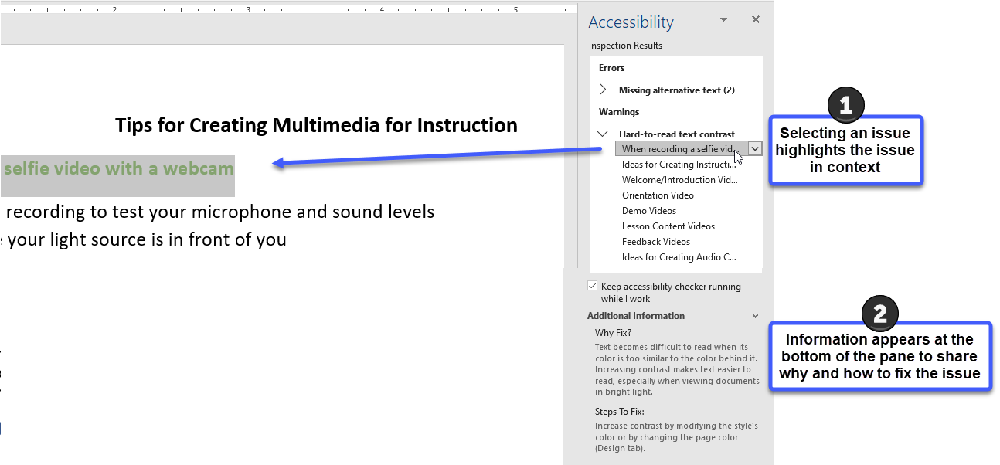 2 3 4 5
Tips for Creating Multimedia for Instruction
selfie video with a webcam
recording to test your microphone and sound levels
your light source is in front of you
Accessibility
Inspection Results
Errors
Missing alternative text (2)
Warnings
Hard-to-read text contrast
When recording a selfie vid...
Ideas for Creating Instructi...
Welcome/Introduction Vid...
Orientation Video
Demo Videos
Lesson Content Videos
Feedback Videos
Ideas for Creating Audio C...
Keep accessibility checker running
while I work
Additional Information
Why Fix?
Text becomes difficult to read when its
color is too similar to the color behind it.
Increasing contrast makes text easier to
read, especially when viewing documents
in bright light.
Steps To Fix:
Increase contrast by modifying the style's
color or by changing the page color
(Design tab).
1
Selecting an issue
highlights the issue
in context
2
Information appears at the
bottom of the pane to share
why and how to fix the issue